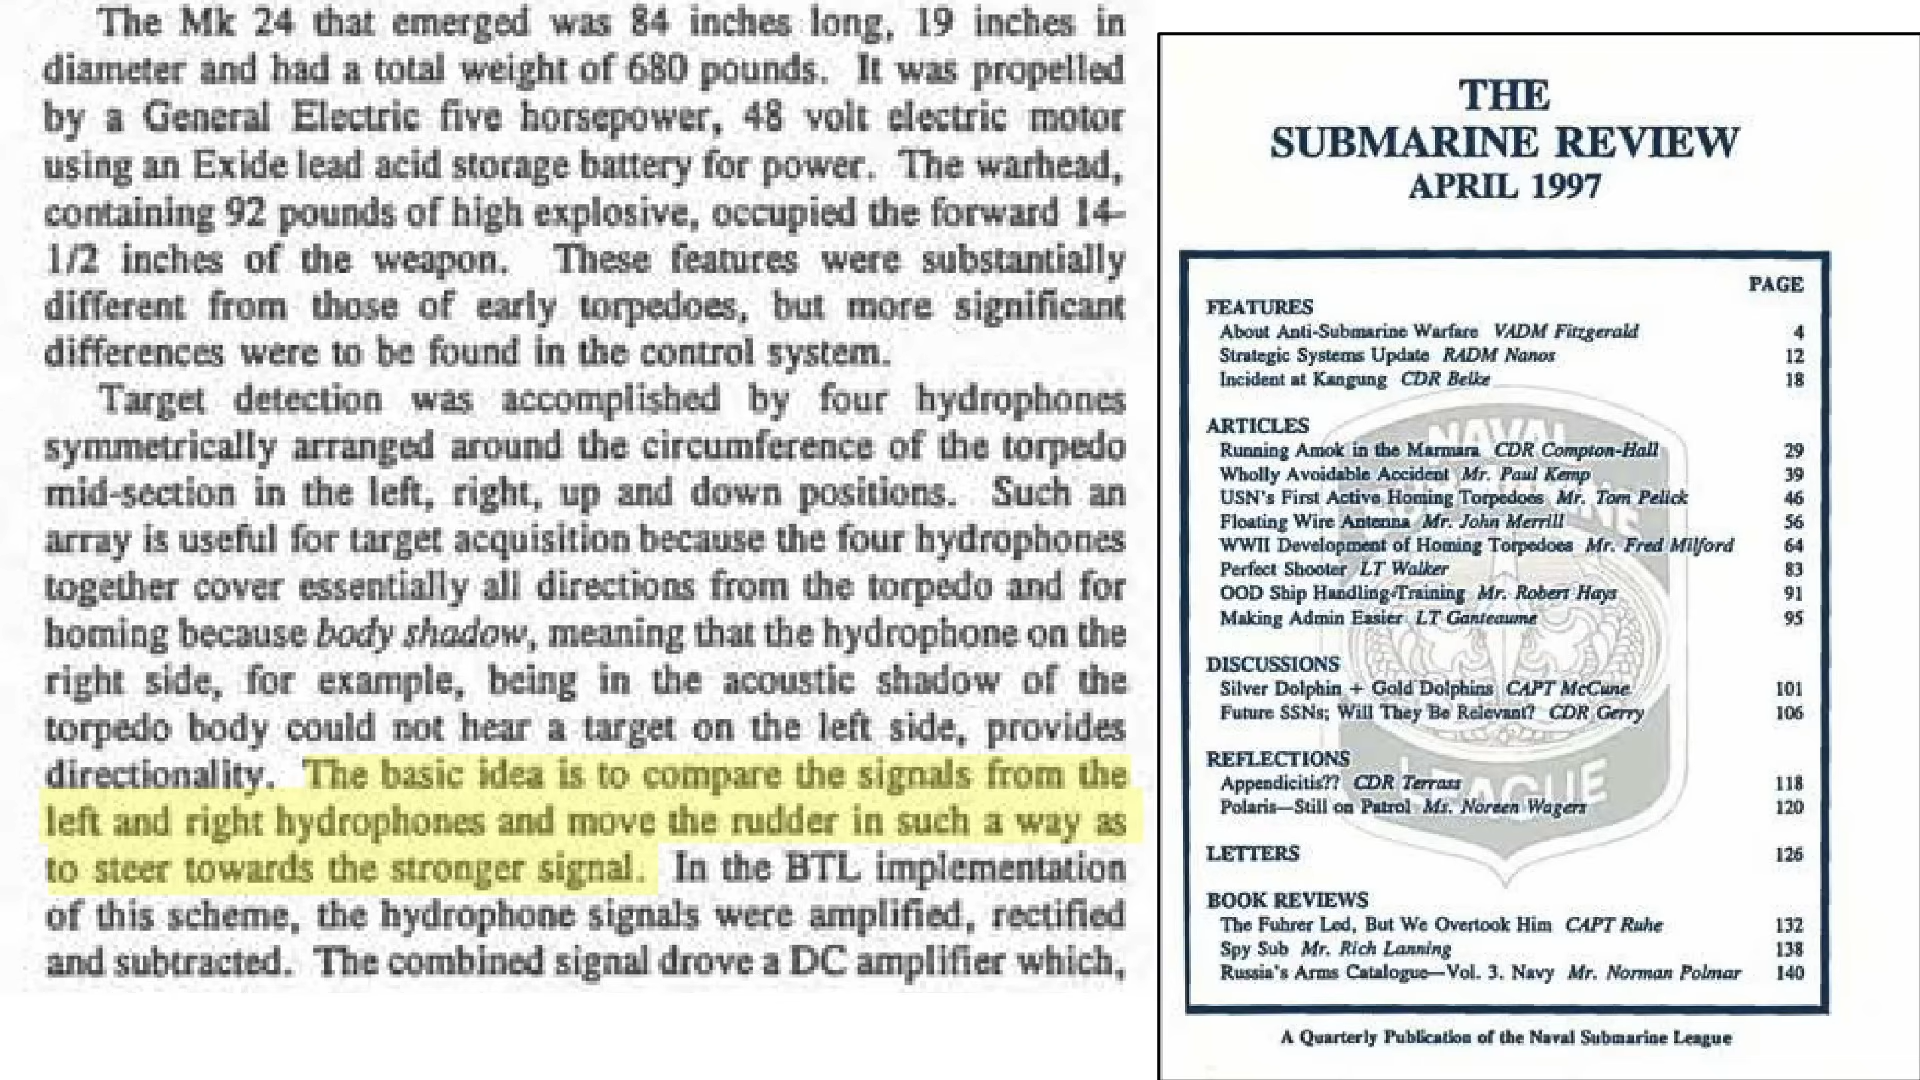 The Mk 24 that emerged was 84 inches long, 19 inches in
diameter and had a total weight of 680 pounds. It was propelled
by a General Electric five horsepower, 48 volt electric motor
using an Exide lead acid storage battery for power. The warhead,
containing 92 pounds of high explosive, occupied the forward 14-
1/2 inches of the weapon. These features were substantially
different from those of early torpedoes, but more significant
differences were to be found in the control system.
Target detection was accomplished by four hydrophones
symmetrically arranged around the circumference of the torpedo
mid-section in the left, right, up and down positions. Such an
array is useful for target acquisition because the four hydrophones
together cover essentially all directions from the torpedo and for
homing because body shadow, meaning that the hydrophone on the
right side, for example, being in the acoustic shadow of the
torpedo body could not hear a target on the left side, provides
directionality. The basic idea is to compare the signals from the
left and right hydrophones and move the rudder in such a way as
to steer towards the stronger signal. In the BTL implementation
of this scheme, the hydrophone signals were amplified, rectified
and subtracted. The combined signal drove a DC amplifier which,
THE
SUBMARINE REVIEW
APRIL 1997
PAGE
FEATURES
About Anti-Submarine Warfare VADM Fitzgerald 4
Strategic Systems Update RADM Nanos 12
Incident at Kangung CDR Belke 18
ARTICLES
Running Amok in the Marmara CDR Compton-Hall 29
Wholly Avoidable Accident Mr. Paul Kemp 39
USN's First Active Homing Torpedoes Mr. Tom Pelick 46
Floating Wire Antenna Mr. John Merrill 56
WWII Development of Homing Torpedoes Mr. Fred Milford 64
Perfect Shooter LT Walker 83
OOD Ship Handling Training Mr. Robert Hays 91
Making Admin Easier LT Ganteaume 95
DISCUSSIONS
Silver Dolphin + Gold Dolphins CAPT McCune 101
Future SSNs; Will They Be Relevant? CDR Gerry 106
REFLECTIONS
Appendicitis?? CDR Terrass 118
Polaris—Still on Patrol Ms. Noreen Wagers 120
LETTERS 126
BOOK REVIEWS
The Fuhrer Led, But We Overtook Him CAPT Ruhe 132
Spy Sub Mr. Rich Lanning 138
Russia's Arms Catalogue—Vol. 3. Navy Mr. Norman Polmar 140
A Quarterly Publication of the Naval Submarine League
NAVAL
LEAGUE